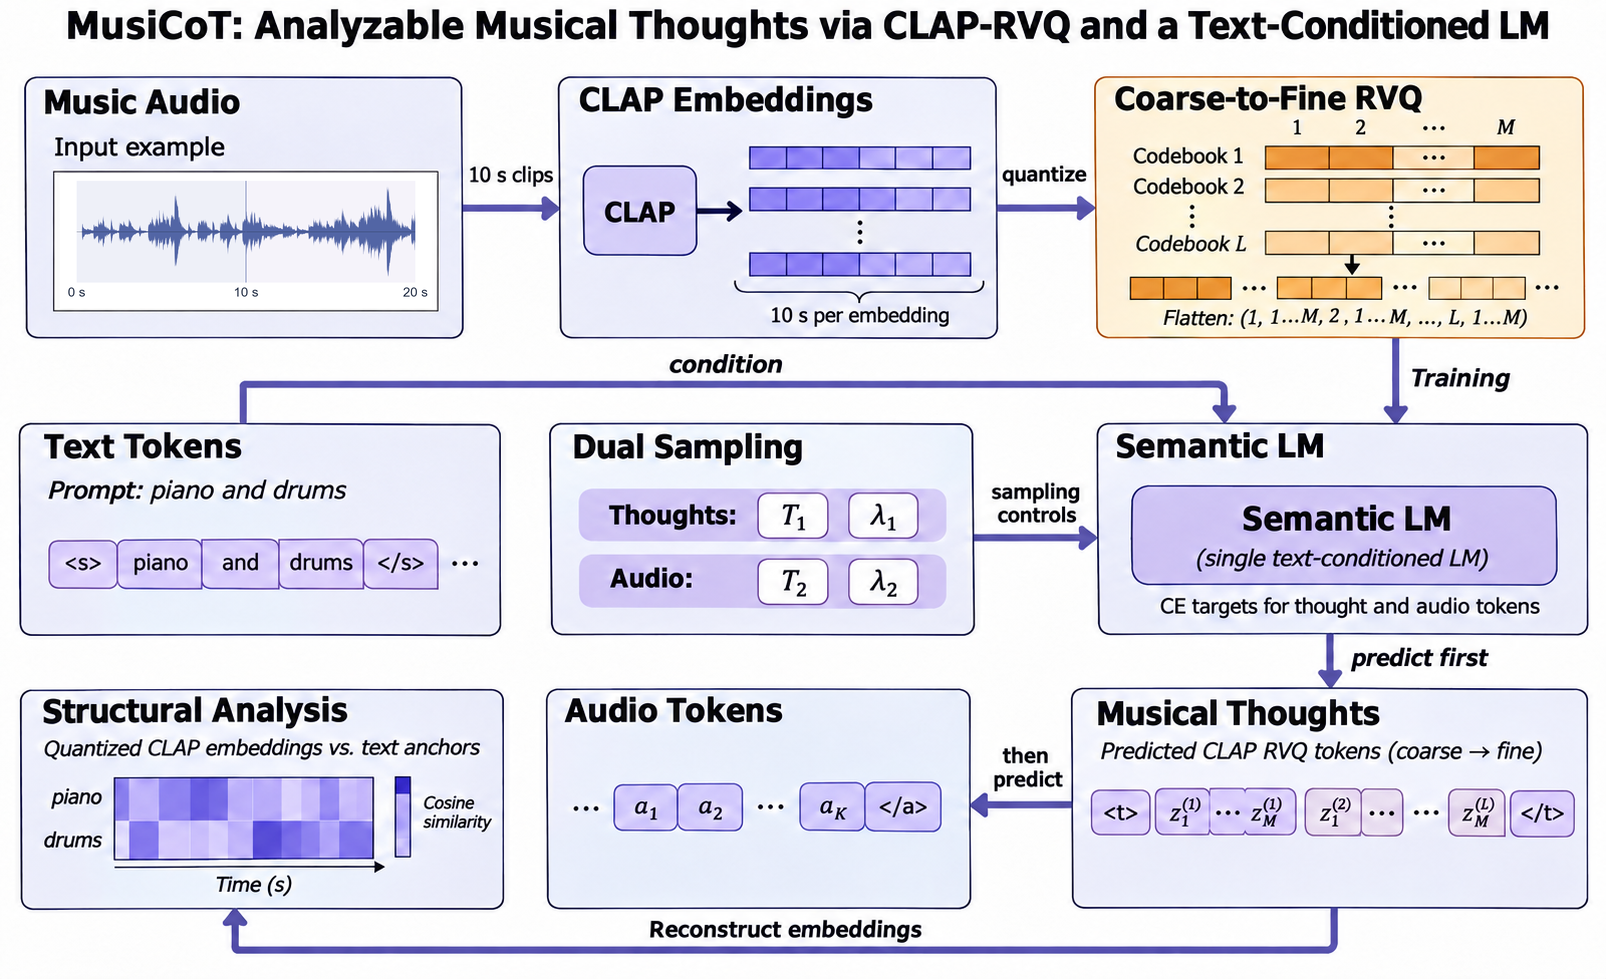 MusiCoT: Analyzable Musical Thoughts via CLAP-RVQ and a Text-Conditioned LM
Music Audio
Input example
0 s 10 s 20 s
10 s clips
CLAP Embeddings
CLAP
⋮
10 s per embedding
quantize
Coarse-to-Fine RVQ
1 2 ··· M
Codebook 1 ···
Codebook 2 ···
⋮ ⋮
Codebook L ···
··· ··· ···
Flatten: (1, 1...M, 2 , 1...M, ..., L, 1...M)
condition
Training
Text Tokens
Prompt: piano and drums
<s> piano and drums </s> ···
Dual Sampling
Thoughts: T₁ λ₁
Audio: T₂ λ₂
sampling
controls
Semantic LM
Semantic LM
(single text-conditioned LM)
CE targets for thought and audio tokens
predict first
Structural Analysis
Quantized CLAP embeddings vs. text anchors
piano
drums
Time (s)
Cosine
similarity
Audio Tokens
··· a₁ a₂ ··· a_K </a>
then
predict
Musical Thoughts
Predicted CLAP RVQ tokens (coarse → fine)
<t> z₁⁽¹⁾ ··· z_M⁽¹⁾ z₁⁽²⁾ ··· ··· z_M⁽ᴸ⁾ </t>
Reconstruct embeddings